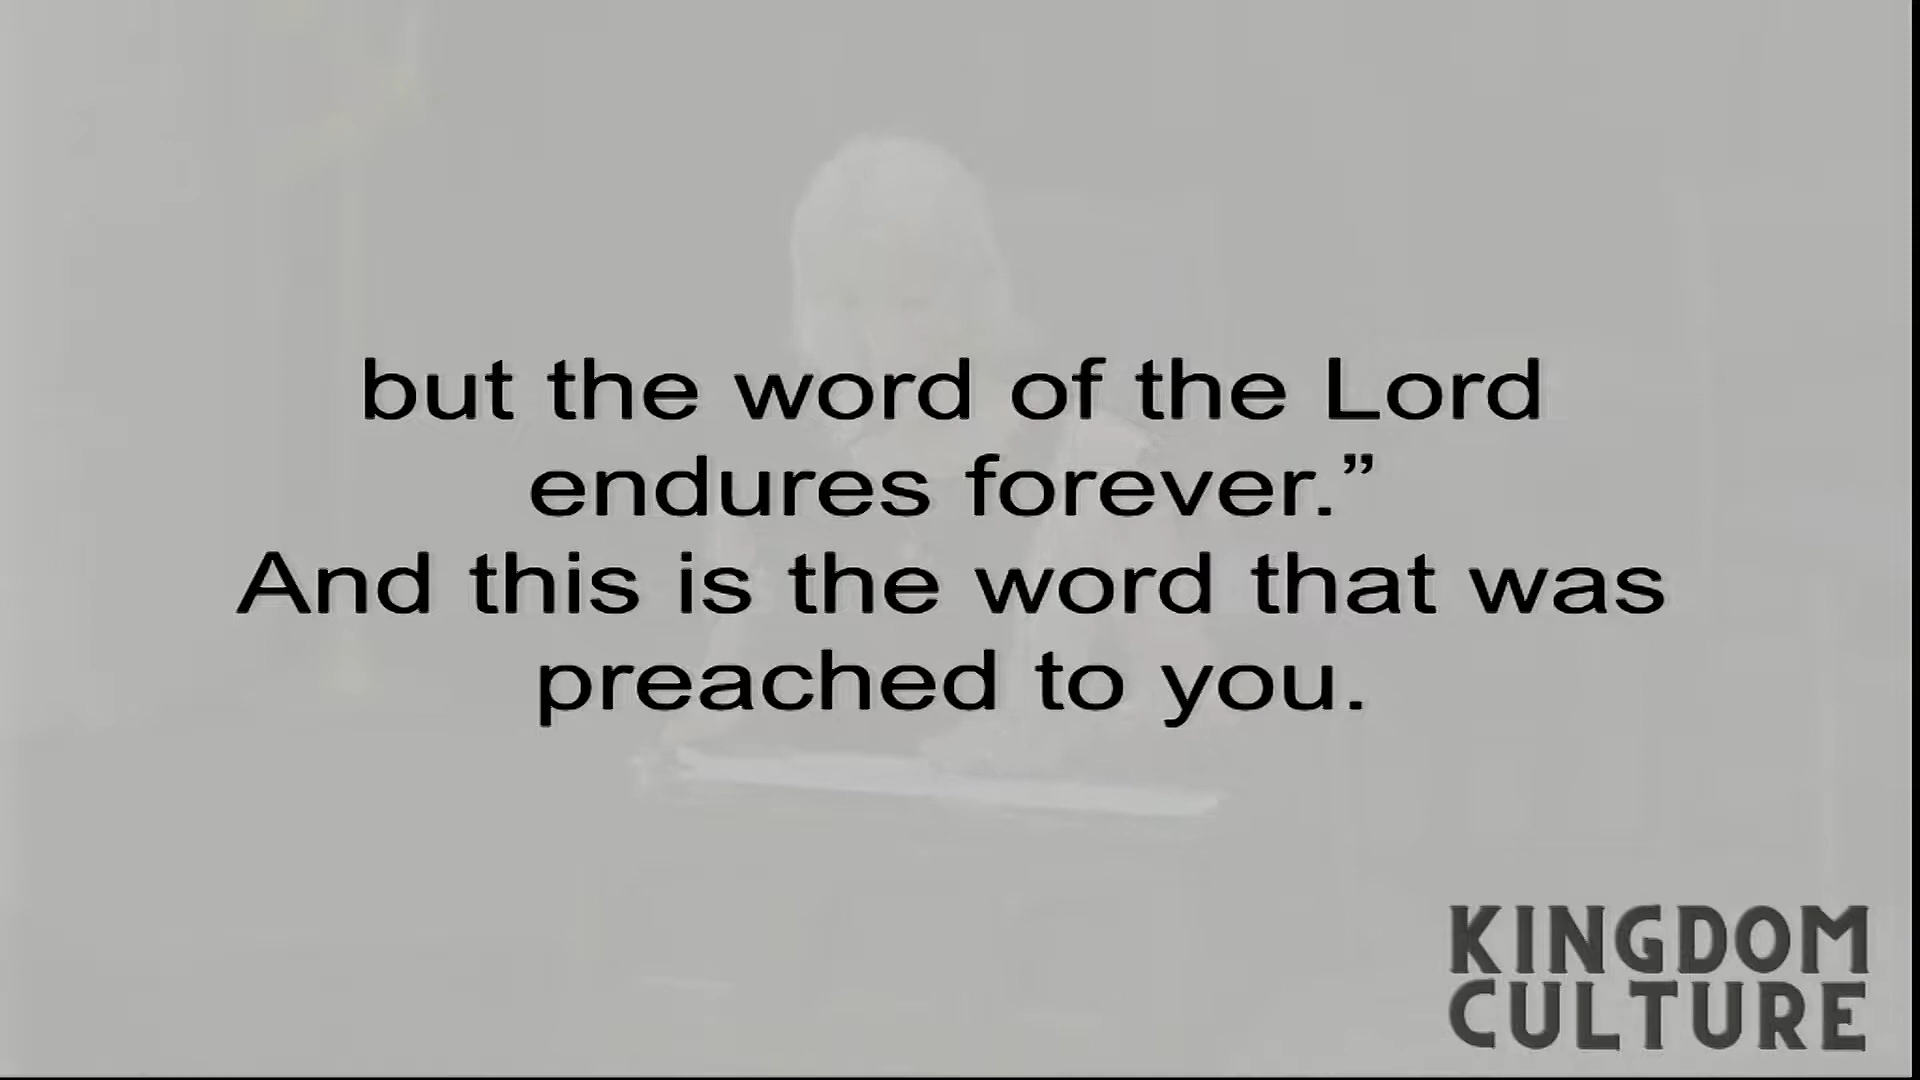 but the word of the Lord
endures forever.”
And this is the word that was
preached to you.
KINGDOM
CULTURE